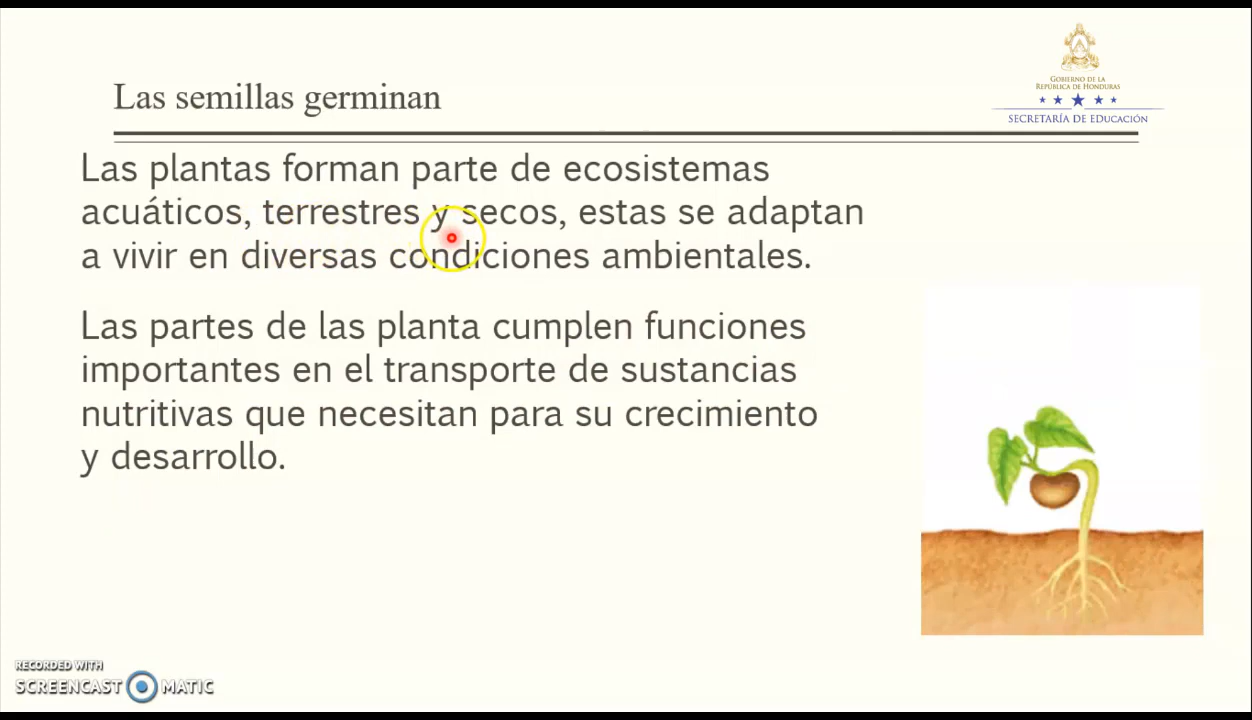 Las semillas germinan
GOBIERNO DE LA
REPÚBLICA DE HONDURAS
SECRETARÍA DE EDUCACIÓN
Las plantas forman parte de ecosistemas
acuáticos, terrestres y secos, estas se adaptan
a vivir en diversas condiciones ambientales.
Las partes de las planta cumplen funciones
importantes en el transporte de sustancias
nutritivas que necesitan para su crecimiento
y desarrollo.
RECORDED WITH
SCREENCAST MATIC